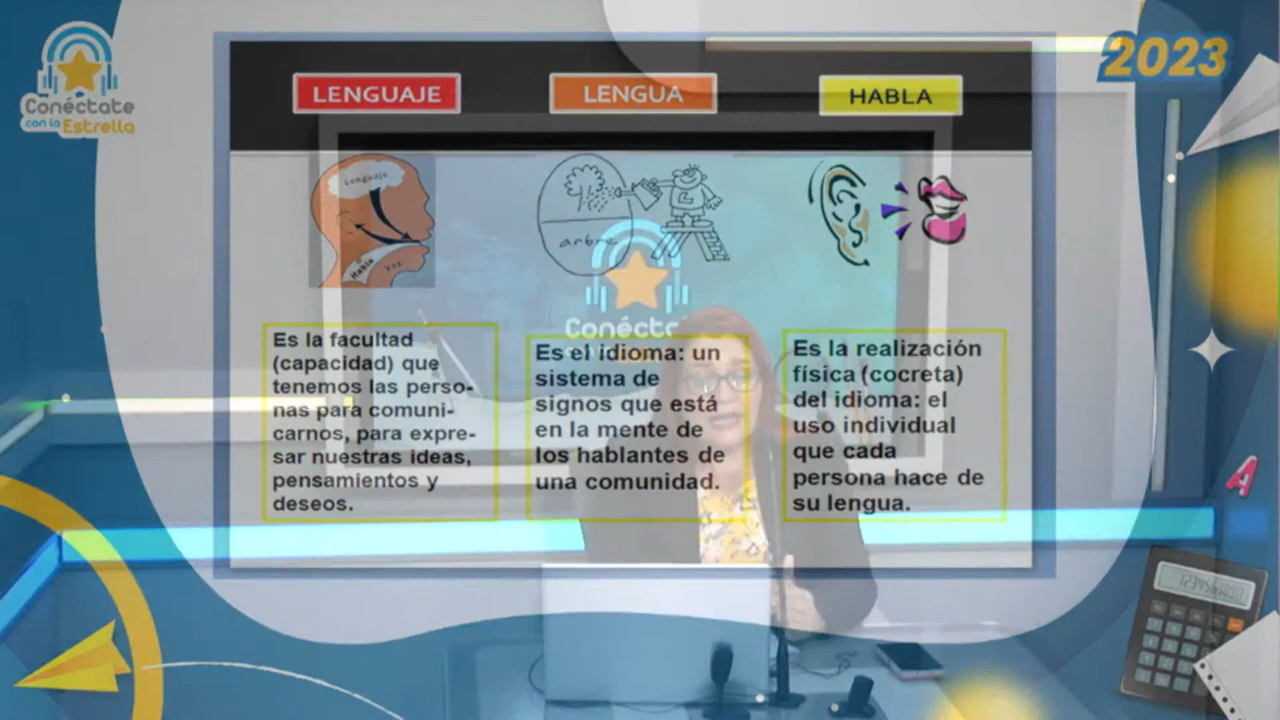 Conéctate
con la Estrella
2023
LENGUAJE
LENGUA
HABLA
Lenguaje
Habla
Voz
arbre
Conécta
Es la facultad
(capacidad) que
tenemos las perso-
nas para comuni-
carnos, para expre-
sar nuestras ideas,
pensamientos y
deseos.
Es el idioma: un
sistema de
signos que está
en la mente de
los hablantes de
una comunidad.
Es la realización
física (cocreta)
del idioma: el
uso individual
que cada
persona hace de
su lengua.
A